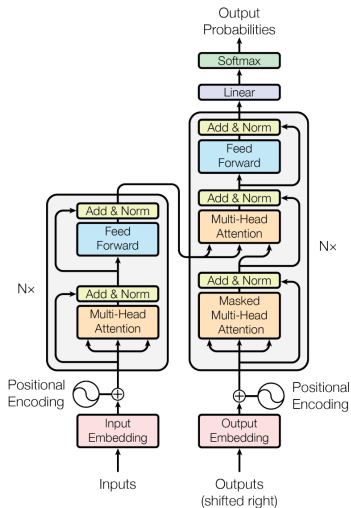 Output
Probabilities
Softmax
Linear
Add & Norm
Feed
Forward
Add & Norm
Multi-Head
Attention
Add & Norm
Masked
Multi-Head
Attention
N×
Add & Norm
Feed
Forward
Add & Norm
Multi-Head
Attention
N×
Positional
Encoding
Positional
Encoding
Input
Embedding
Output
Embedding
Inputs
Outputs
(shifted right)